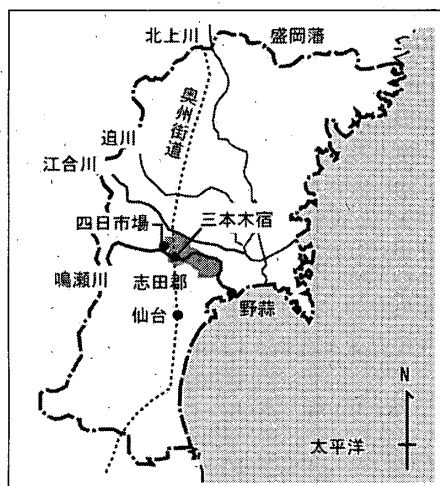 北上川
盛岡藩
奥州街道
迫川
江合川
四日市場
三本木宿
鳴瀬川
志田郡
野蒜
仙台
N
太平洋